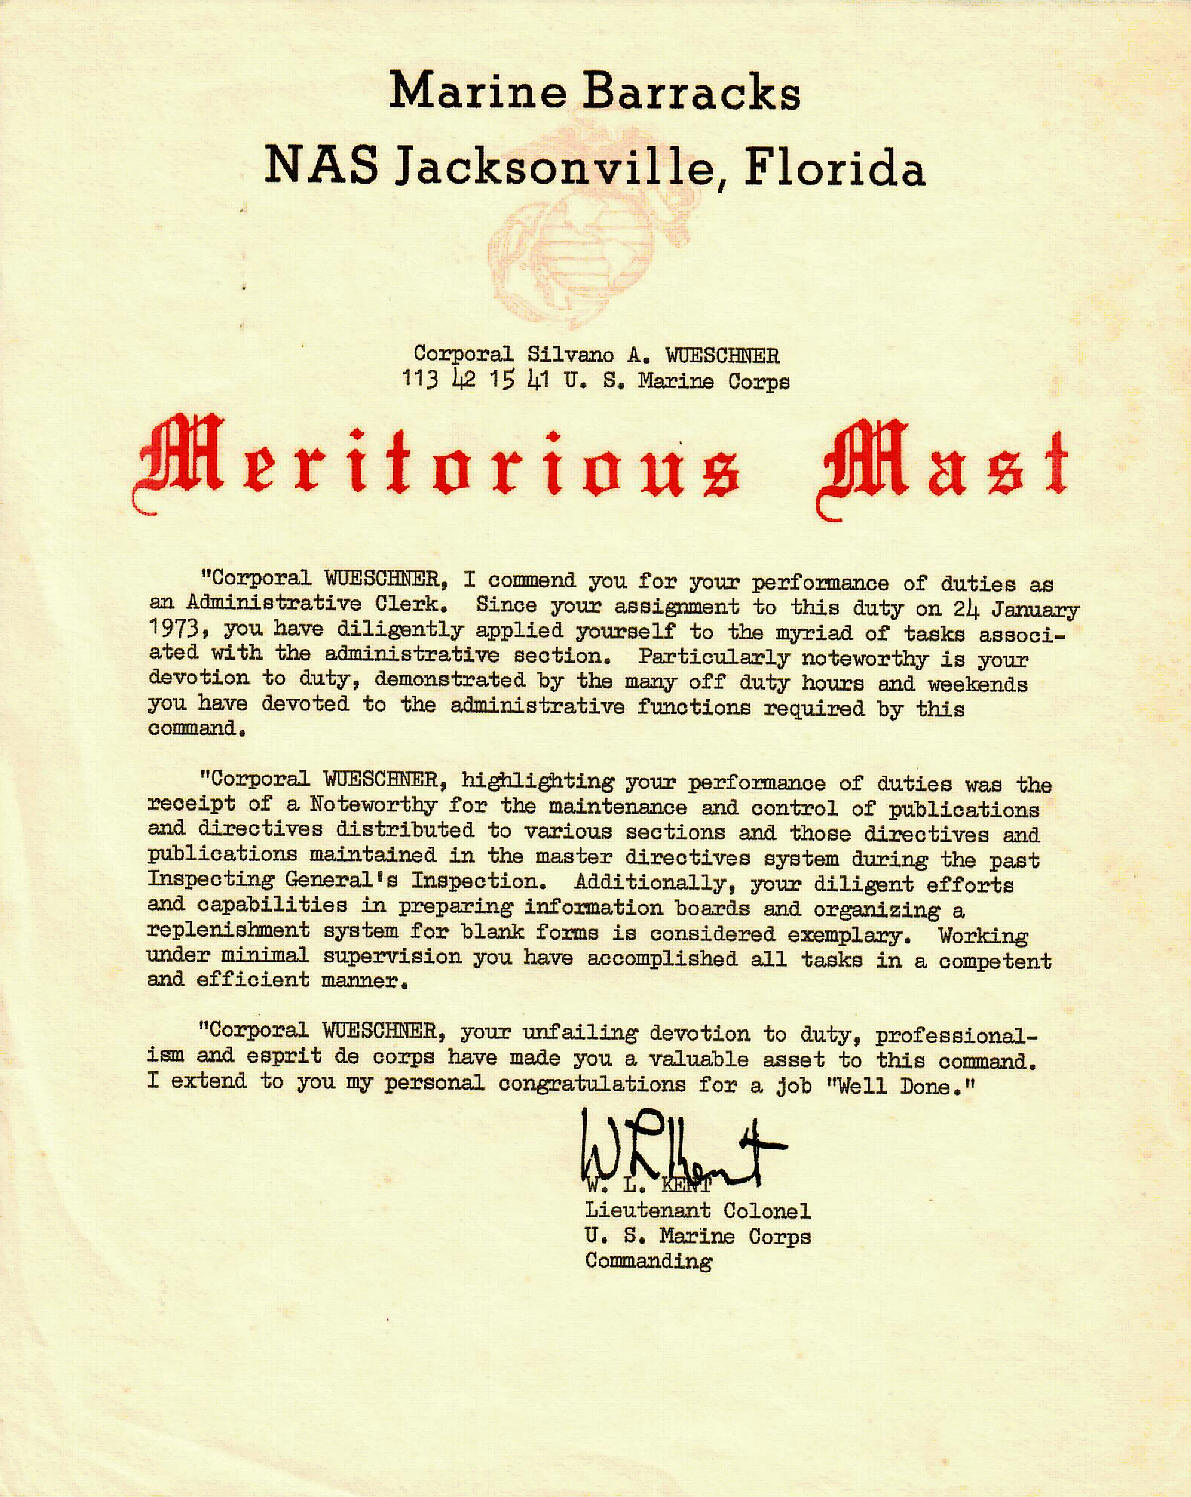 Marine Barracks
NAS Jacksonville, Florida
Corporal Silvano A. WUESCHNER
113 42 15 41 U. S. Marine Corps
Meritorious Mast
"Corporal WUESCHNER, I commend you for your performance of duties as
an Administrative Clerk. Since your assignment to this duty on 24 January
1973, you have diligently applied yourself to the myriad of tasks associ-
ated with the administrative section. Particularly noteworthy is your
devotion to duty, demonstrated by the many off duty hours and weekends
you have devoted to the administrative functions required by this
command.
"Corporal WUESCHNER, highlighting your performance of duties was the
receipt of a Noteworthy for the maintenance and control of publications
and directives distributed to various sections and those directives and
publications maintained in the master directives system during the past
Inspecting General's Inspection. Additionally, your diligent efforts
and capabilities in preparing information boards and organizing a
replenishment system for blank forms is considered exemplary. Working
under minimal supervision you have accomplished all tasks in a competent
and efficient manner.
"Corporal WUESCHNER, your unfailing devotion to duty, professional-
ism and esprit de corps have made you a valuable asset to this command.
I extend to you my personal congratulations for a job "Well Done."
W L Kent
W. L. KENT
Lieutenant Colonel
U. S. Marine Corps
Commanding